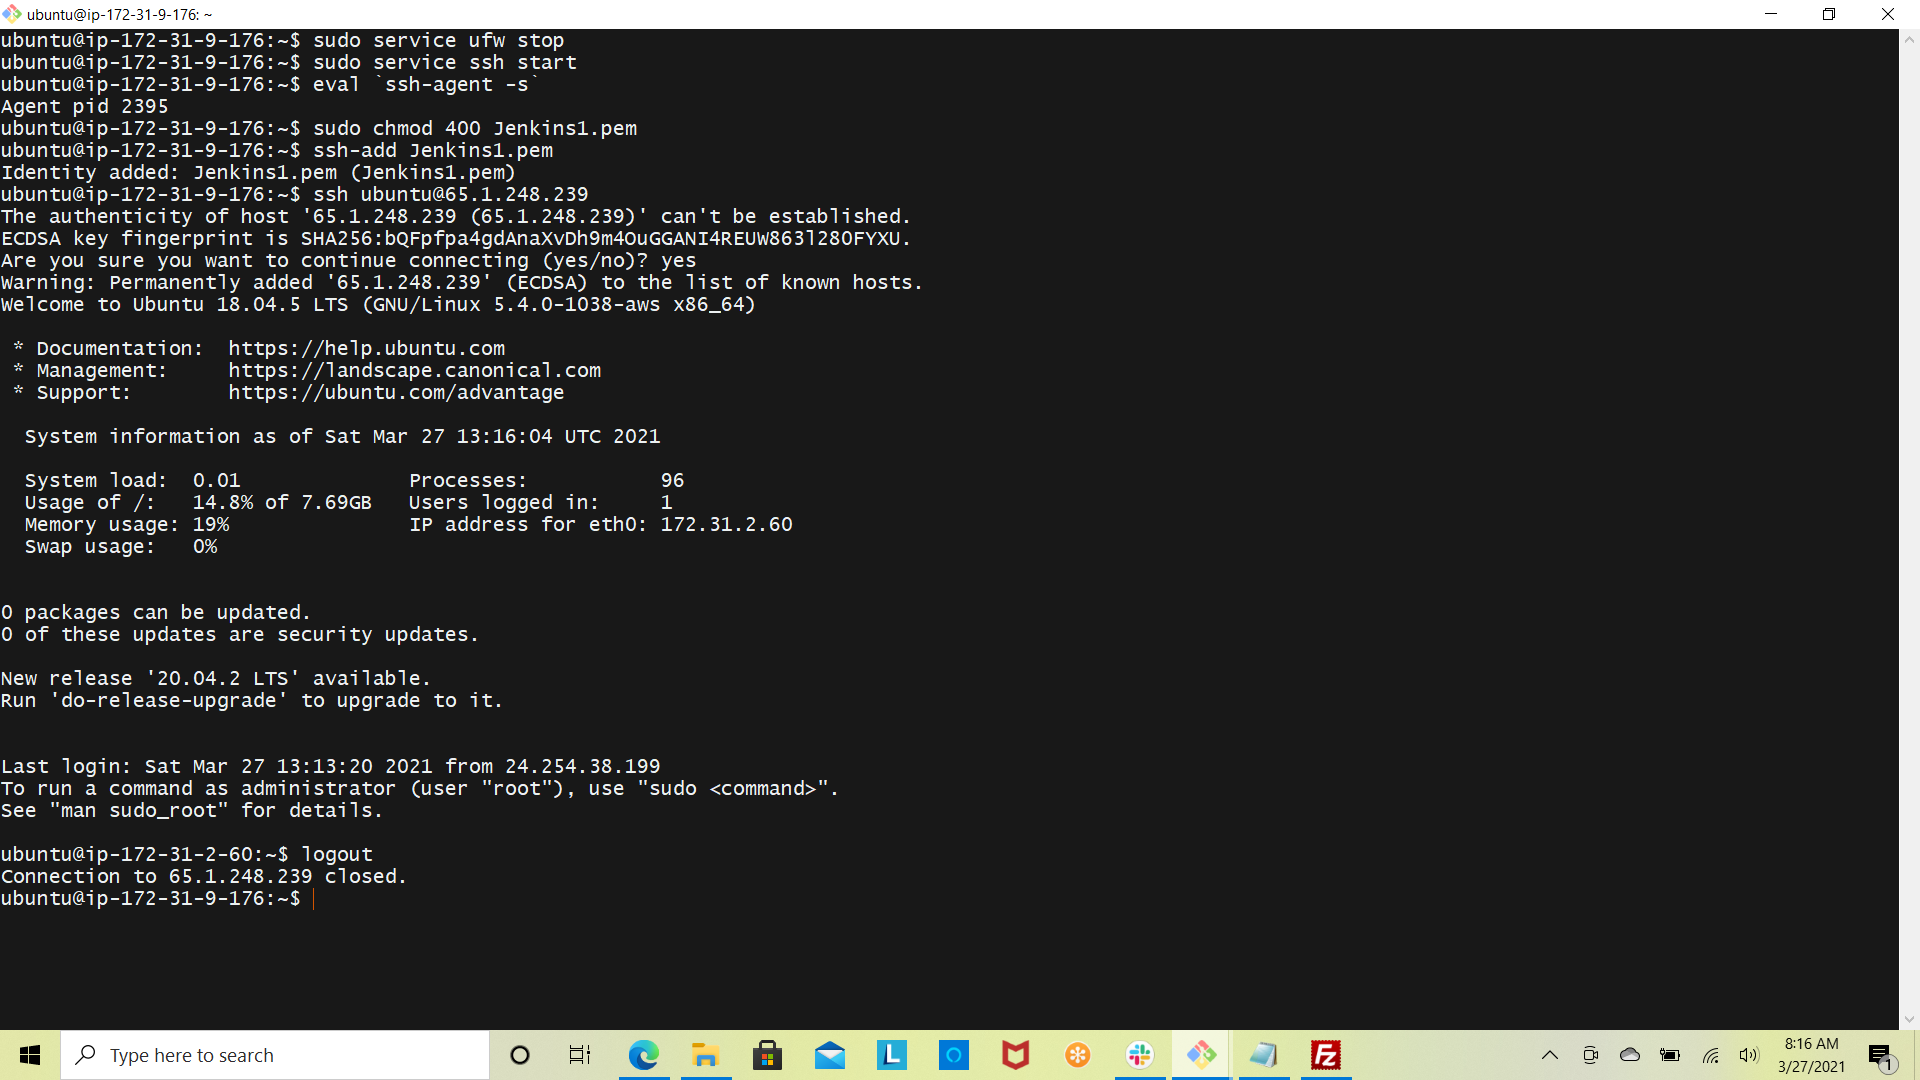 ubuntu@ip-172-31-9-176: ~
ubuntu@ip-172-31-9-176:~$ sudo service ufw stop
ubuntu@ip-172-31-9-176:~$ sudo service ssh start
ubuntu@ip-172-31-9-176:~$ eval `ssh-agent -s`
Agent pid 2395
ubuntu@ip-172-31-9-176:~$ sudo chmod 400 Jenkins1.pem
ubuntu@ip-172-31-9-176:~$ ssh-add Jenkins1.pem
Identity added: Jenkins1.pem (Jenkins1.pem)
ubuntu@ip-172-31-9-176:~$ ssh ubuntu@65.1.248.239
The authenticity of host '65.1.248.239 (65.1.248.239)' can't be established.
ECDSA key fingerprint is SHA256:bQFpfpa4gdAnaXvDh9m4OuGGANI4REUW863l28OFYXU.
Are you sure you want to continue connecting (yes/no)? yes
Warning: Permanently added '65.1.248.239' (ECDSA) to the list of known hosts.
Welcome to Ubuntu 18.04.5 LTS (GNU/Linux 5.4.0-1038-aws x86_64)
* Documentation:  https://help.ubuntu.com
* Management:     https://landscape.canonical.com
* Support:        https://ubuntu.com/advantage
System information as of Sat Mar 27 13:16:04 UTC 2021
System load:  0.01              Processes:           96
Usage of /:   14.8% of 7.69GB   Users logged in:     1
Memory usage: 19%               IP address for eth0: 172.31.2.60
Swap usage:   0%
0 packages can be updated.
0 of these updates are security updates.
New release '20.04.2 LTS' available.
Run 'do-release-upgrade' to upgrade to it.
Last login: Sat Mar 27 13:13:20 2021 from 24.254.38.199
To run a command as administrator (user "root"), use "sudo <command>".
See "man sudo_root" for details.
ubuntu@ip-172-31-2-60:~$ logout
Connection to 65.1.248.239 closed.
ubuntu@ip-172-31-9-176:~$
Type here to search
L
8:16 AM
3/27/2021
1